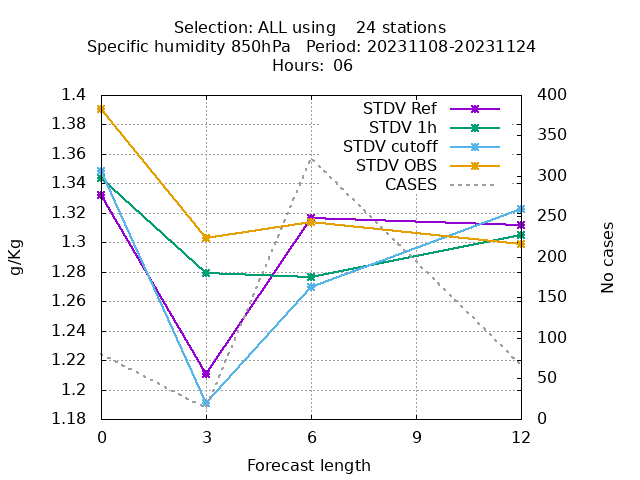 Selection: ALL using    24 stations
Specific humidity 850hPa   Period: 20231108-20231124
Hours:  06
STDV Ref
STDV 1h
STDV cutoff
STDV OBS
CASES
g/Kg
1.4
1.38
1.36
1.34
1.32
1.3
1.28
1.26
1.24
1.22
1.2
1.18
400
350
300
250
200
150
100
50
0
No cases
0 3 6 9 12
Forecast length